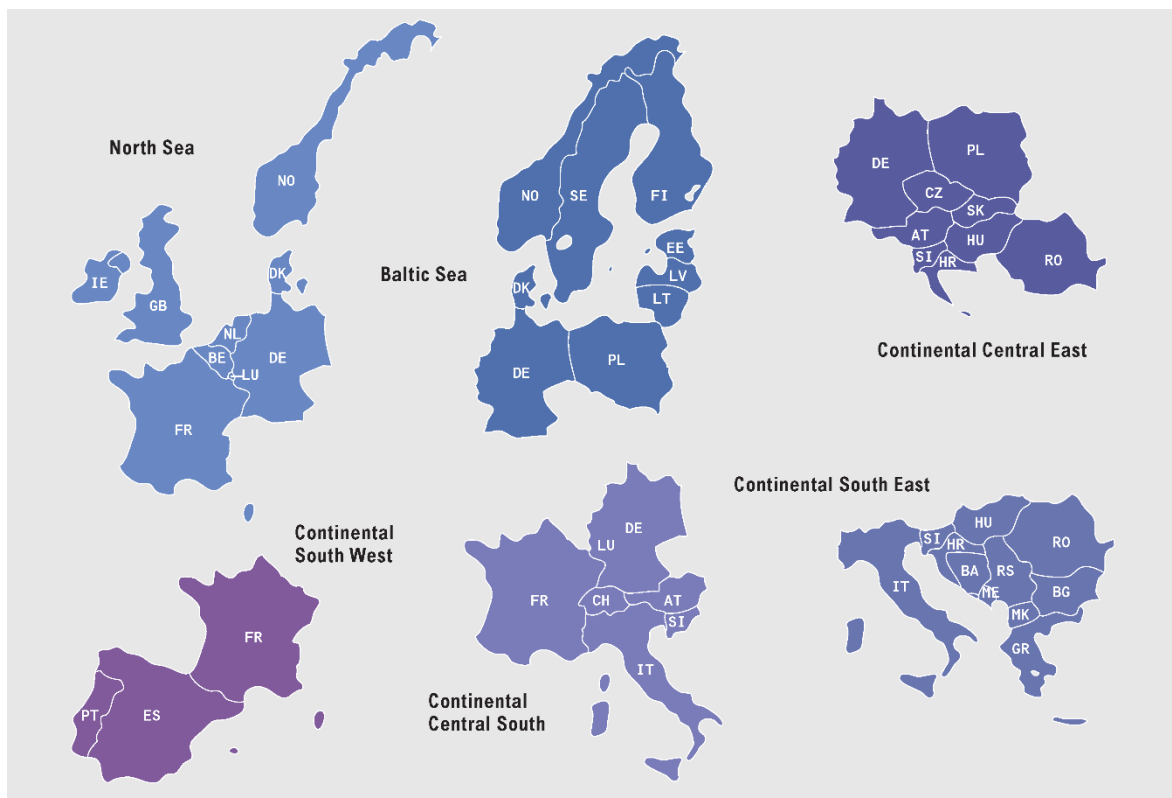 North Sea
NO
IE
GB
DK
NL
BE
DE
LU
FR
Baltic Sea
NO
SE
FI
EE
LV
LT
DK
DE
PL
DE
PL
CZ
SK
AT
HU
SI
HR
RO
Continental Central East
Continental
South West
FR
PT
ES
DE
LU
FR
CH
AT
SI
IT
Continental
Central South
Continental South East
HU
SI
HR
RO
BA
RS
IT
ME
BG
MK
GR